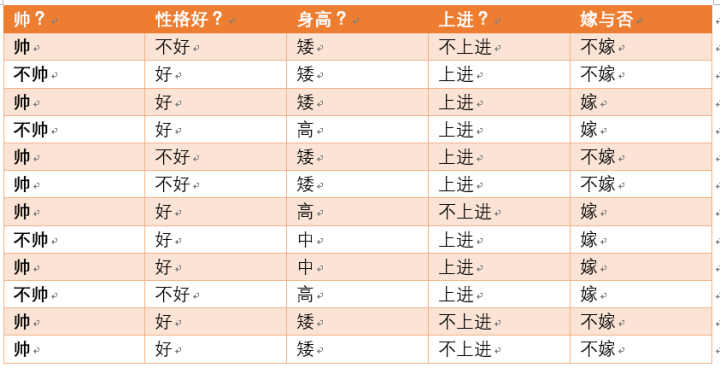 帅？ 性格好？ 身高？ 上进？ 嫁与否
帅 不好 矮 不上进 不嫁
不帅 好 矮 上进 不嫁
帅 好 矮 上进 嫁
不帅 好 高 上进 嫁
帅 不好 矮 上进 不嫁
帅 不好 矮 上进 不嫁
帅 好 高 不上进 嫁
不帅 好 中 上进 嫁
帅 好 中 上进 嫁
不帅 不好 高 上进 嫁
帅 好 矮 不上进 不嫁
帅 好 矮 不上进 不嫁